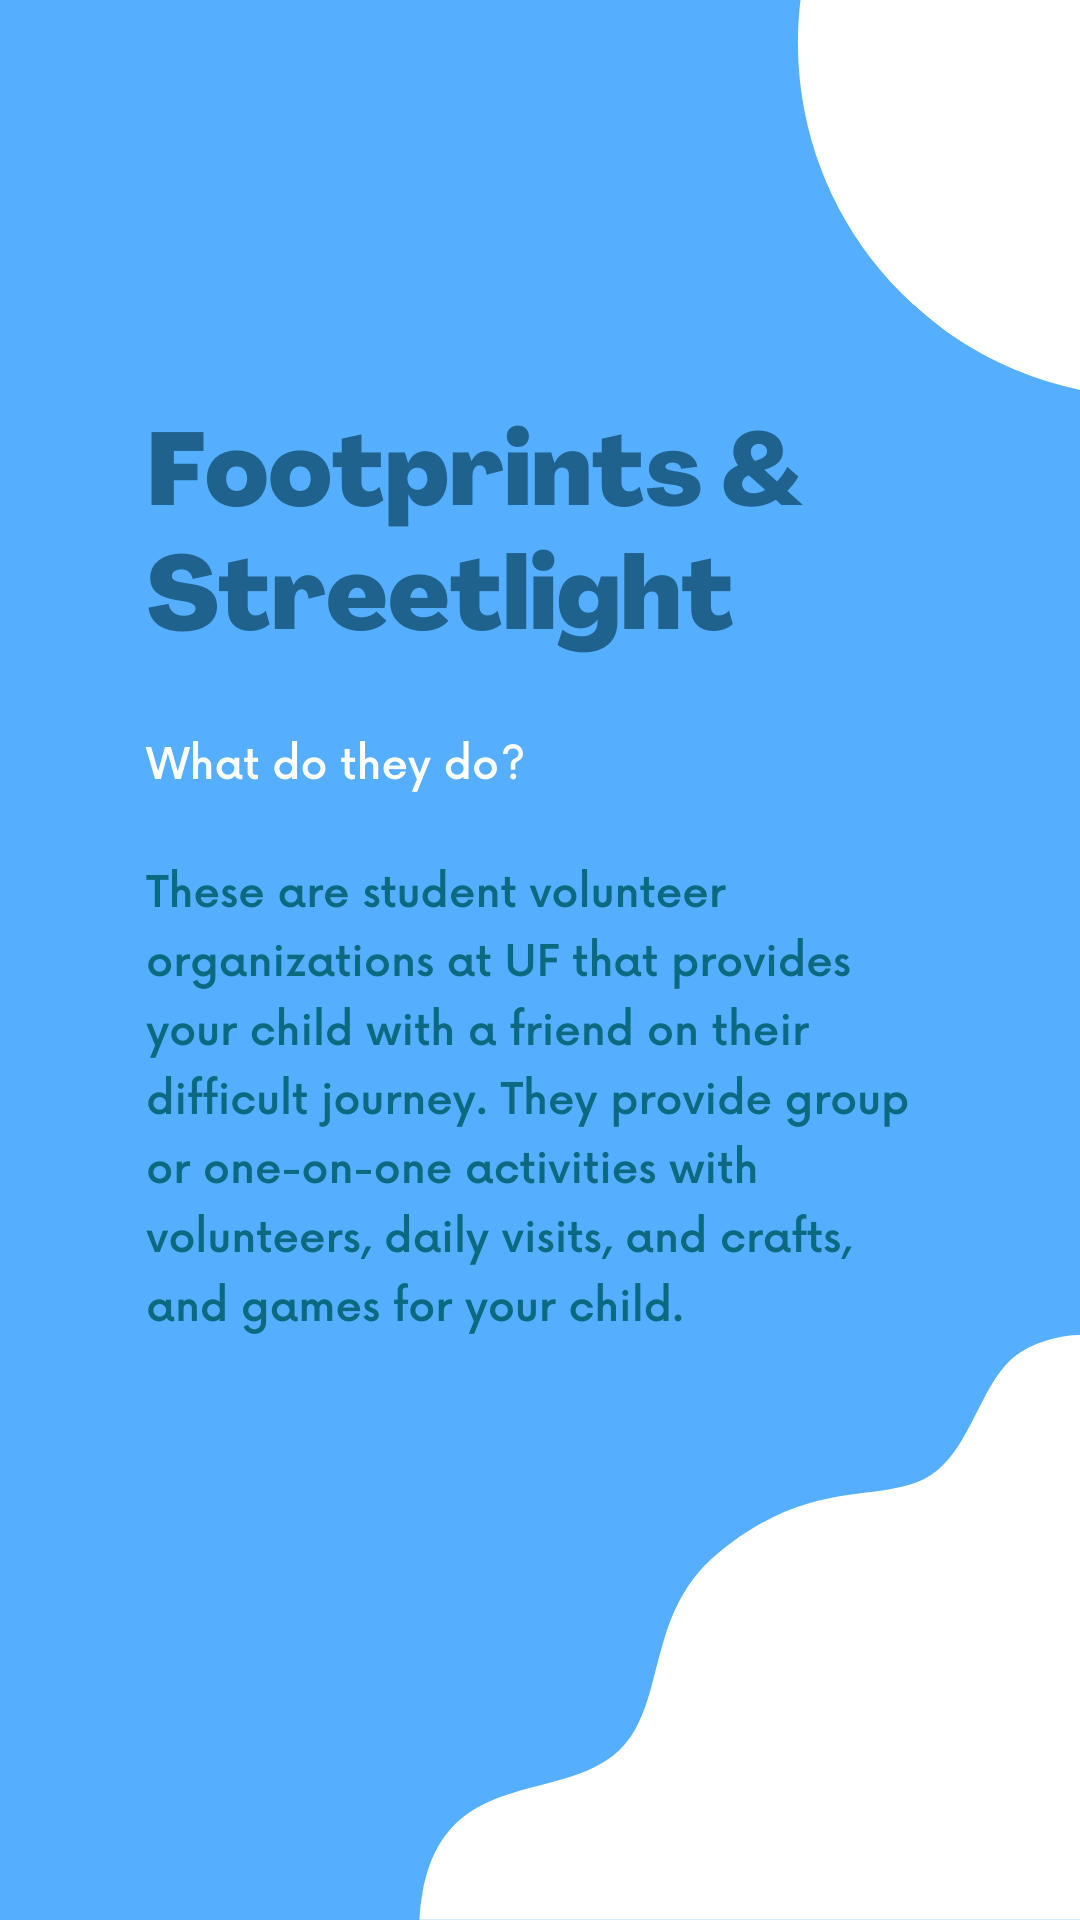 Footprints &
Streetlight
What do they do?
These are student volunteer
organizations at UF that provides
your child with a friend on their
difficult journey. They provide group
or one-on-one activities with
volunteers, daily visits, and crafts,
and games for your child.